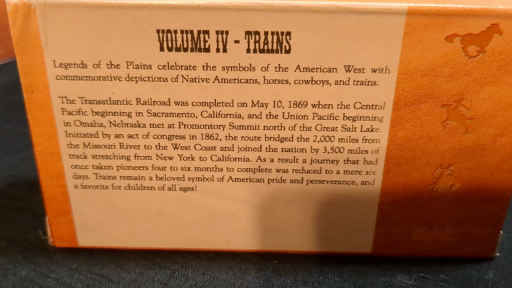 VOLUME IV - TRAINS
Legends of the Plains celebrate the symbols of the American West with
commemorative depictions of Native Americans, horses, cowboys, and trains.
The Transatlantic Railroad was completed on May 10, 1869 when the Central
Pacific beginning in Sacramento, California, and the Union Pacific beginning
in Omaha, Nebraska met at Promontory Summit north of the Great Salt Lake.
Initiated by an act of congress in 1862, the route bridged the 2,000 miles from
the Missouri River to the West Coast and joined the nation by 3,500 miles of
track stretching from New York to California. As a result a journey that had
once taken pioneers four to six months to complete was reduced to a mere six
days. Trains remain a beloved symbol of American pride and perseverance, and
a favorite for children of all ages!